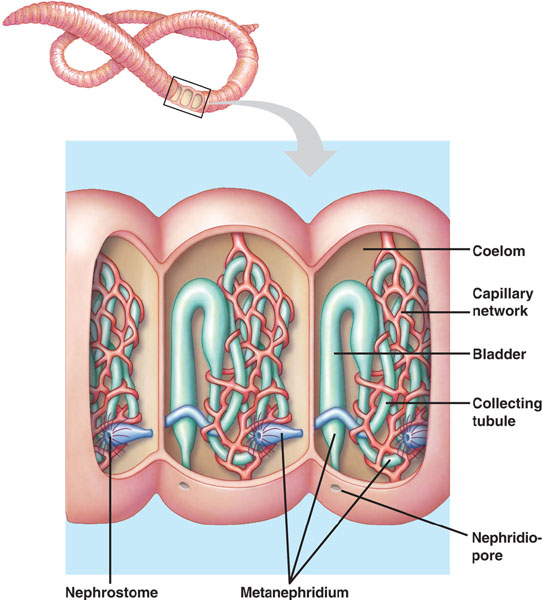 Coelom
Capillary
network
Bladder
Collecting
tubule
Nephridio-
pore
Nephrostome
Metanephridium